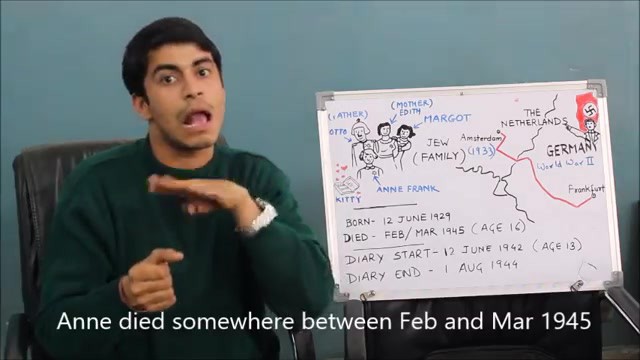 (FATHER)
OTTO
(MOTHER)
EDITH
MARGOT
JEW
(FAMILY)
ANNE FRANK
KITTY
THE
NETHERLANDS
Amsterdam
(1933)
GERMANY
World War II
Frankfurt
BORN- 12 JUNE 1929
DIED - FEB/MAR 1945 (AGE 16)
DIARY START- 12 JUNE 1942 (AGE 13)
DIARY END - 1 AUG 1944
Anne died somewhere between Feb and Mar 1945